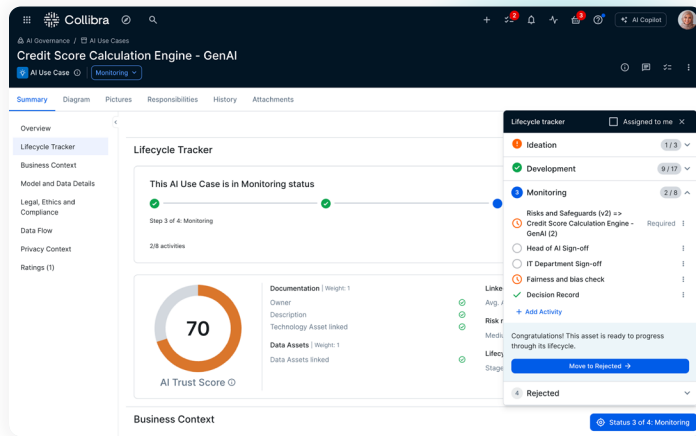 Collibra
2
8
AI Copilot
AI Governance / AI Use Cases
Credit Score Calculation Engine - GenAI
AI Use Case
Monitoring
Summary
Diagram
Pictures
Responsibilities
History
Attachments
Overview
Lifecycle Tracker
Business Context
Model and Data Details
Legal, Ethics and
Compliance
Data Flow
Privacy Context
Ratings (1)
Lifecycle Tracker
This AI Use Case is in Monitoring status
Step 3 of 4: Monitoring
2/8 activities
70
AI Trust Score
Documentation | Weight: 1
Owner
Description
Technology Asset linked
Data Assets | Weight: 1
Data Assets linked
Linke
Avg.
Risk r
Medi
Lifecy
Stage
Business Context
Lifecycle tracker
Assigned to me
Ideation
1 / 3
Development
9 / 17
3
Monitoring
2 / 8
Risks and Safeguards (v2) =>
Credit Score Calculation Engine -
GenAI (2)
Required
Head of AI Sign-off
IT Department Sign-off
Fairness and bias check
Decision Record
+ Add Activity
Congratulations! This asset is ready to progress
through its lifecycle.
Move to Rejected →
4
Rejected
Status 3 of 4: Monitoring